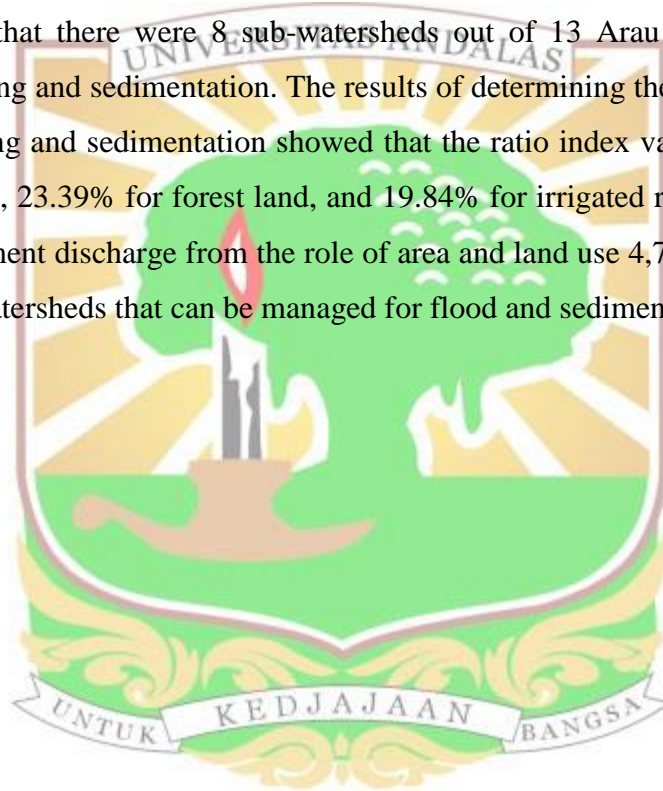 that there were 8 sub-watersheds out of 13 Arau
UNIVERSITAS ANDALAS
ng and sedimentation. The results of determining the
ng and sedimentation showed that the ratio index va
, 23.39% for forest land, and 19.84% for irrigated r
nent discharge from the role of area and land use 4,7
atersheds that can be managed for flood and sedimen
UNTUK KEDJAJAAN BANGSA